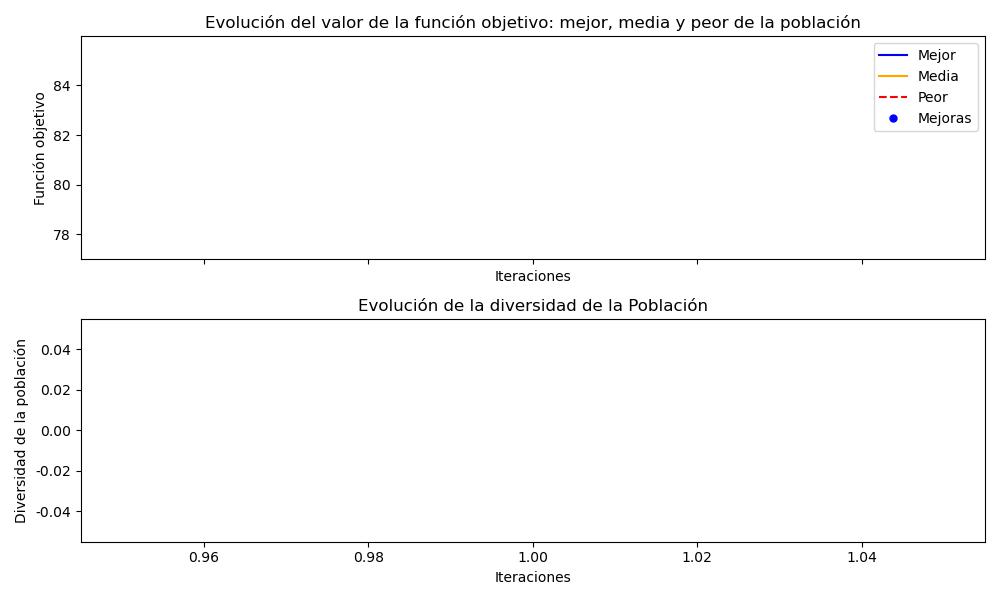 Evolución del valor de la función objetivo: mejor, media y peor de la población
Función objetivo
84
82
80
78
Mejor
Media
Peor
Mejoras
Iteraciones
Evolución de la diversidad de la Población
Diversidad de la población
0.04
0.02
0.00
-0.02
-0.04
0.96 0.98 1.00 1.02 1.04
Iteraciones